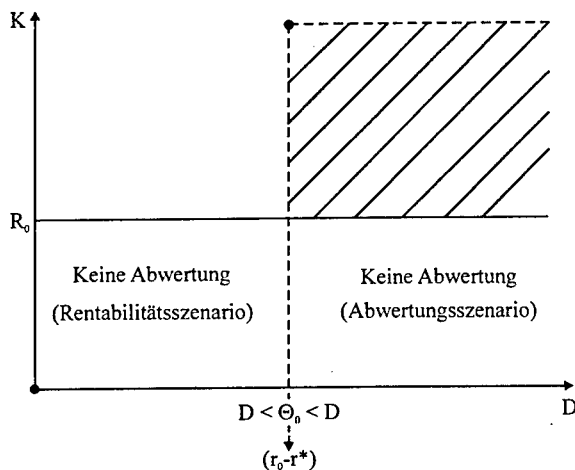 K
R₀
Keine Abwertung
(Rentabilitätsszenario)
Keine Abwertung
(Abwertungsszenario)
D < Θ₀ < D
D
(r₀-r*)